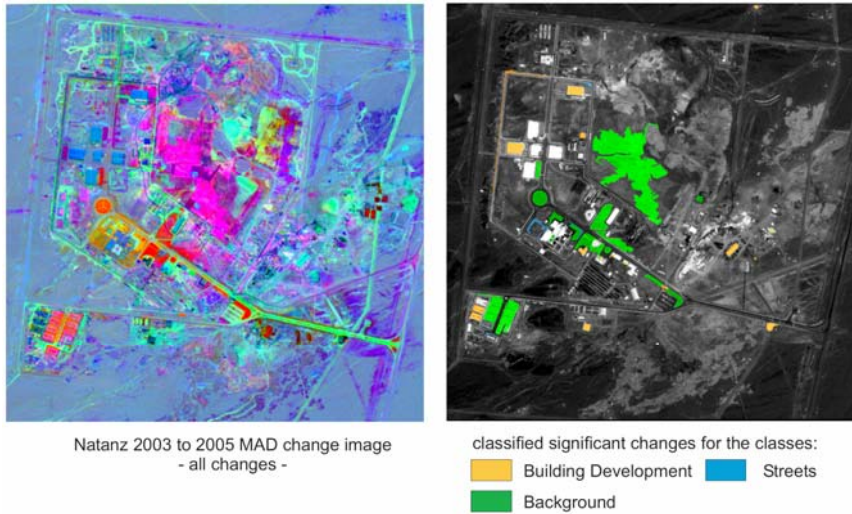 Natanz 2003 to 2005 MAD change image
- all changes -
classified significant changes for the classes:
Building Development
Streets
Background